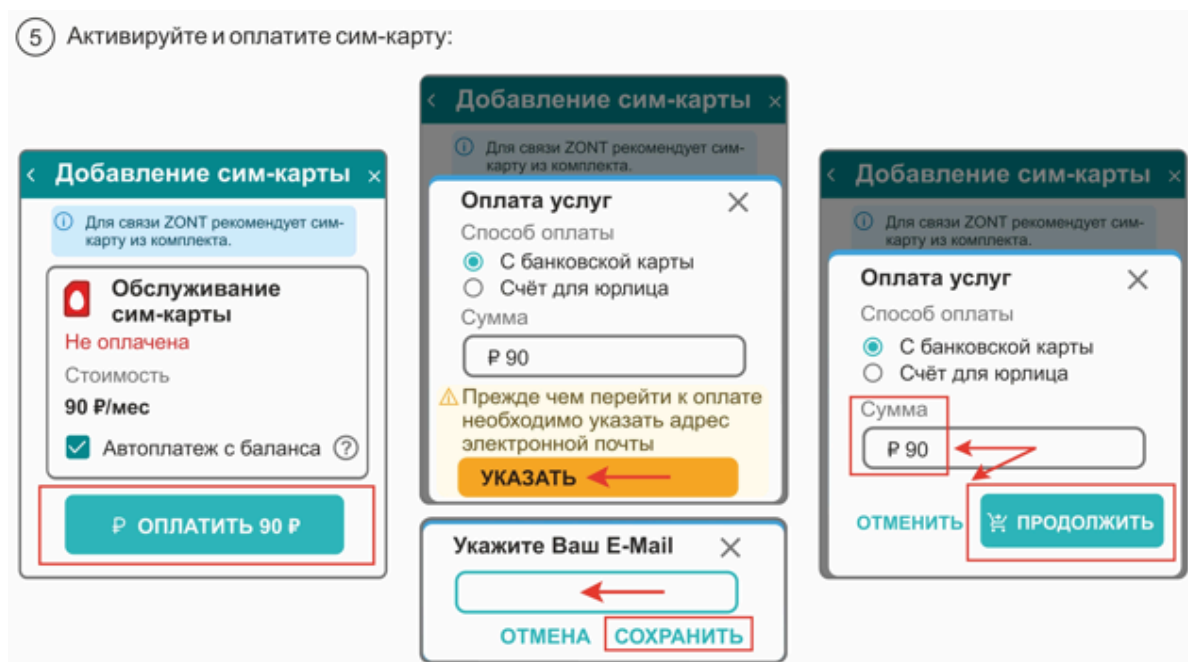 5 Активируйте и оплатите сим-карту:
‹ Добавление сим-карты ×
Для связи ZONT рекомендует сим-
карту из комплекта.
Обслуживание
сим-карты
Не оплачена
Стоимость
90 ₽/мес
Автоплатеж с баланса ?
₽ ОПЛАТИТЬ 90 ₽
‹ Добавление сим-карты ×
Для связи ZONT рекомендует сим-
карту из комплекта.
Оплата услуг
Способ оплаты
С банковской карты
Счёт для юрлица
Сумма
₽ 90
Прежде чем перейти к оплате
необходимо указать адрес
электронной почты
УКАЗАТЬ
Укажите Ваш E-Mail
ОТМЕНА СОХРАНИТЬ
‹ Добавление сим-карты ×
Для связи ZONT рекомендует сим-
карту из комплекта.
Оплата услуг
Способ оплаты
С банковской карты
Счёт для юрлица
Сумма
₽ 90
ОТМЕНИТЬ ПРОДОЛЖИТЬ